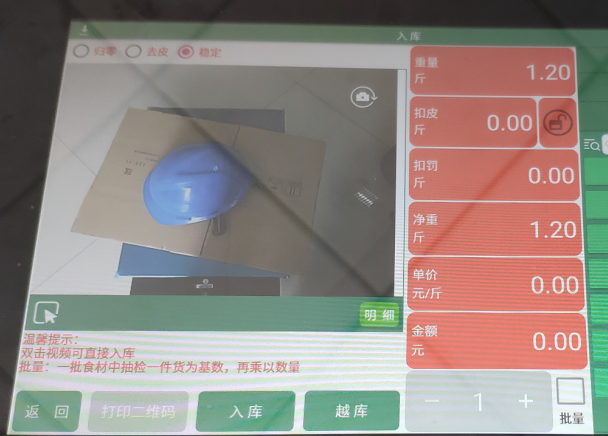 入库
归零 去皮 稳定
重量
斤
1.20
扣皮
斤
0.00
扣罚
斤
0.00
净重
斤
1.20
单价
元/斤
0.00
金额
元
0.00
明细
温馨提示:
双击视频可直接入库
批量: 一批食材中抽检一件货为基数，再乘以数量
返 回 打印二维码 入库 越库
— 1 +
批量